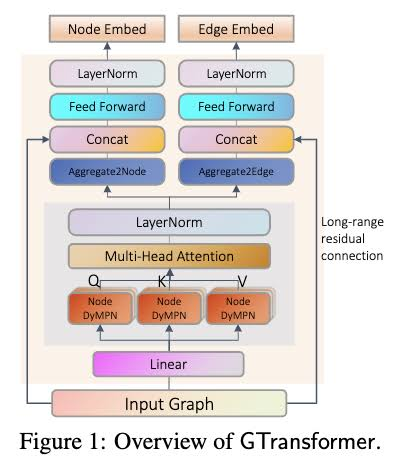 Node Embed Edge Embed
LayerNorm LayerNorm
Feed Forward Feed Forward
Concat Concat
Aggregate2Node Aggregate2Edge
LayerNorm
Long-range
residual
connection
Multi-Head Attention
Q K V
Node Node Node
DyMPN DyMPN DyMPN
Linear
Input Graph
Figure 1: Overview of GTransformer.